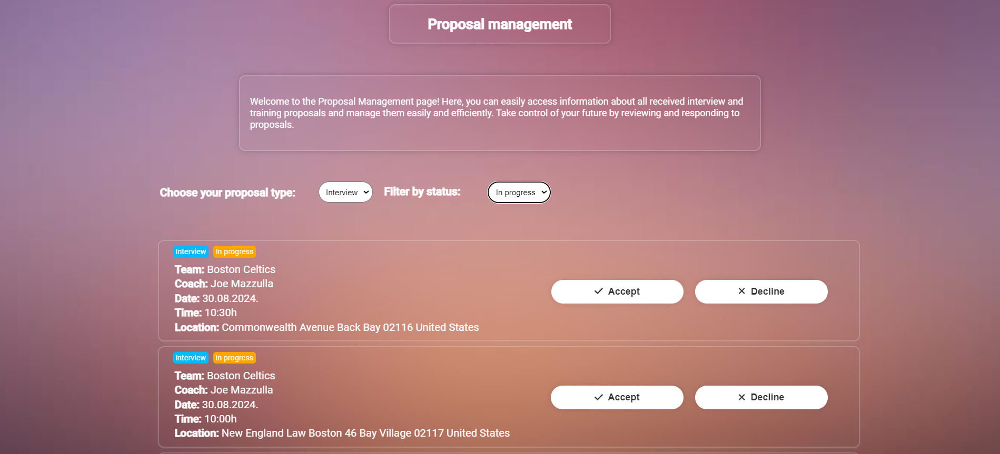 Proposal management
Welcome to the Proposal Management page! Here, you can easily access information about all received interview and
training proposals and manage them easily and efficiently. Take control of your future by reviewing and responding to
proposals.
Choose your proposal type: Interview Filter by status: In progress
Interview In progress
Team: Boston Celtics
Coach: Joe Mazzulla
Date: 30.08.2024.
Time: 10:30h
Location: Commonwealth Avenue Back Bay 02116 United States
Accept Decline
Interview In progress
Team: Boston Celtics
Coach: Joe Mazzulla
Date: 30.08.2024.
Time: 10:00h
Location: New England Law Boston 46 Bay Village 02117 United States
Accept Decline